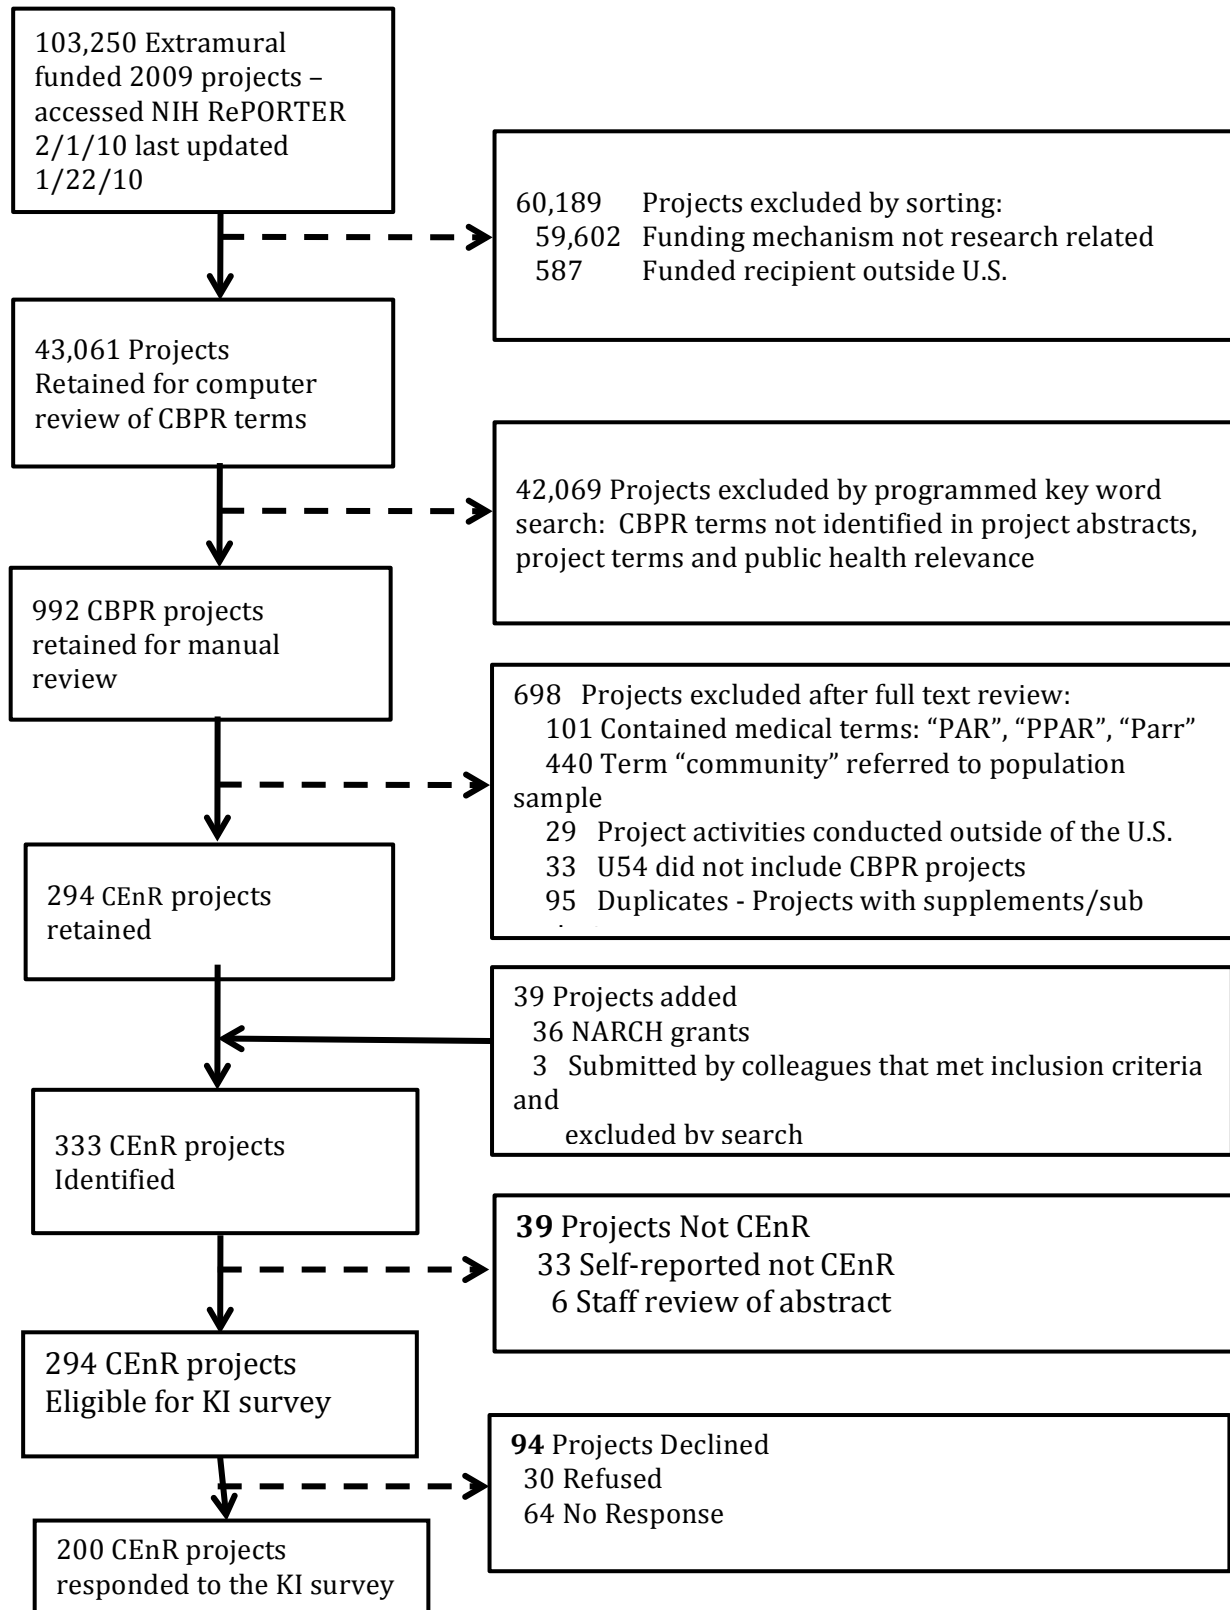 103,250 Extramural
funded 2009 projects –
accessed NIH RePORTER
2/1/10 last updated
1/22/10
60,189 Projects excluded by sorting:
59,602 Funding mechanism not research related
587 Funded recipient outside U.S.
43,061 Projects
Retained for computer
review of CBPR terms
42,069 Projects excluded by programmed key word
search: CBPR terms not identified in project abstracts,
project terms and public health relevance
992 CBPR projects
retained for manual
review
698 Projects excluded after full text review:
101 Contained medical terms: “PAR”, “PPAR”, “Parr”
440 Term “community” referred to population
sample
29 Project activities conducted outside of the U.S.
33 U54 did not include CBPR projects
95 Duplicates - Projects with supplements/sub
294 CEnR projects
retained
39 Projects added
36 NARCH grants
3 Submitted by colleagues that met inclusion criteria
and
excluded by search
333 CEnR projects
Identified
39 Projects Not CEnR
33 Self-reported not CEnR
6 Staff review of abstract
294 CEnR projects
Eligible for KI survey
94 Projects Declined
30 Refused
64 No Response
200 CEnR projects
responded to the KI survey